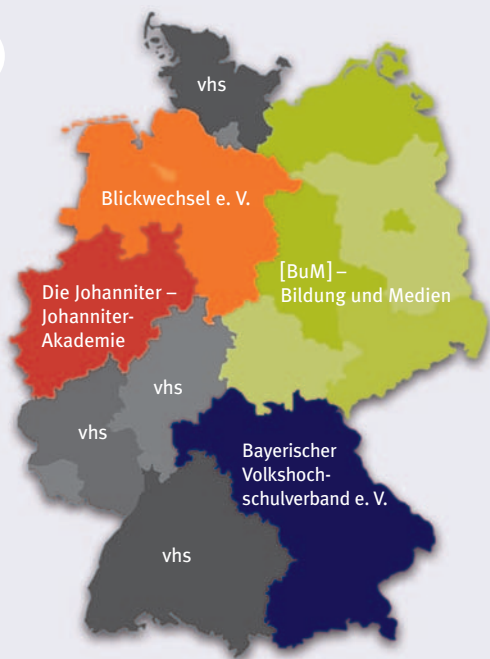 vhs
Blickwechsel e. V.
[BuM] –
Bildung und Medien
Die Johanniter –
Johanniter-
Akademie
vhs
vhs
Bayerischer
Volkshoch-
schulverband e. V.
vhs